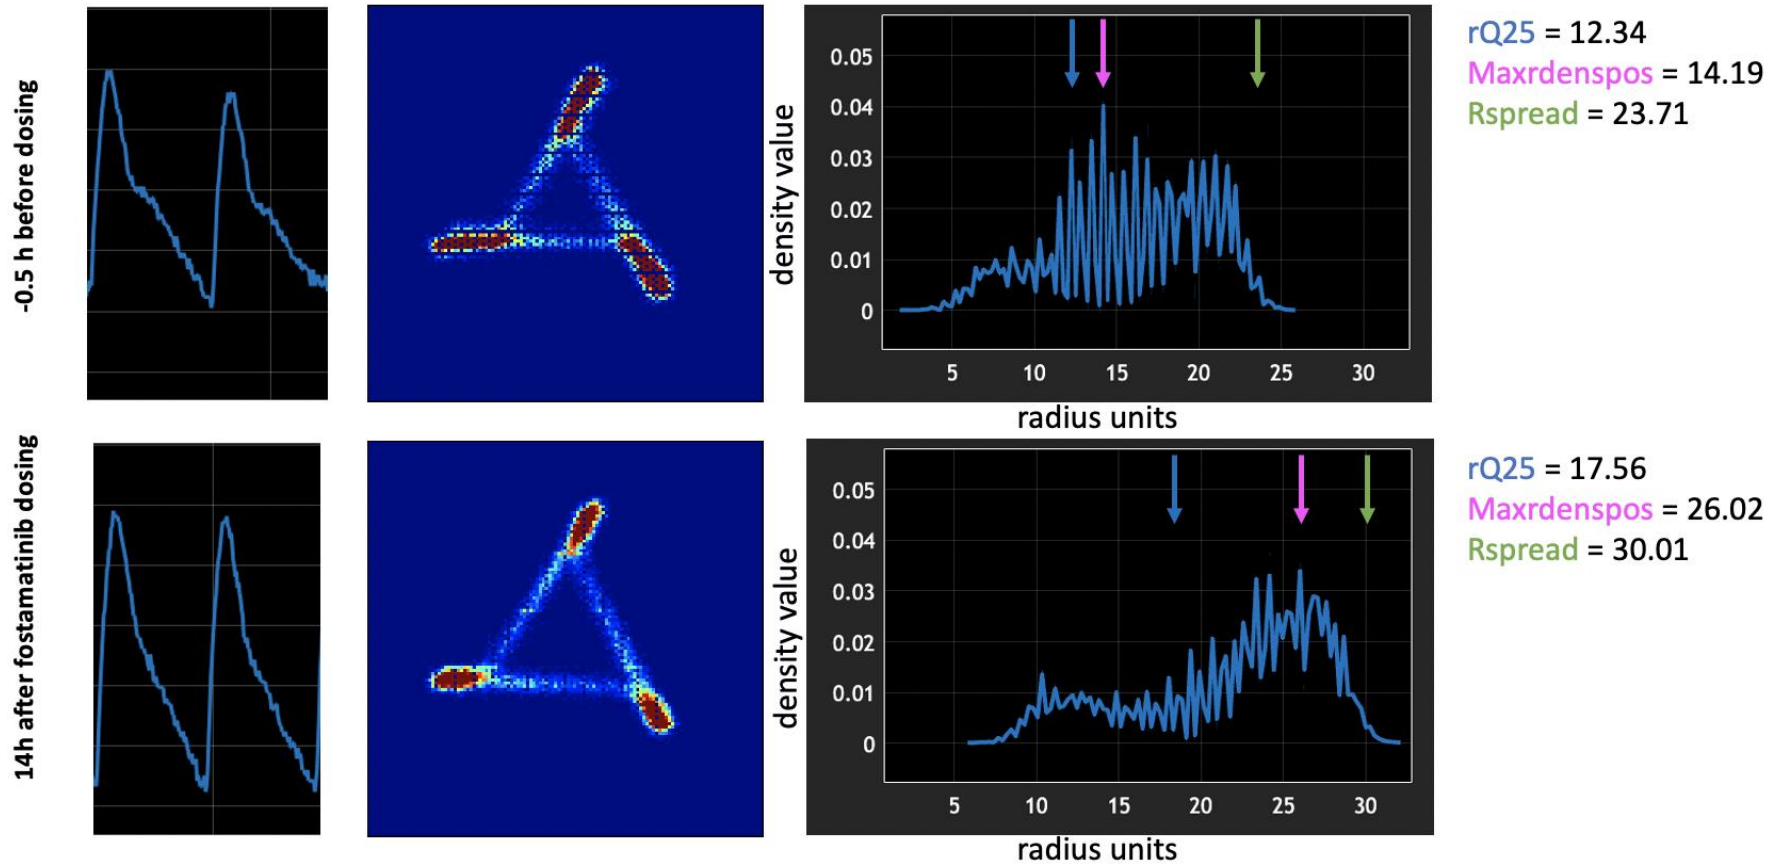 -0.5 h before dosing
density value
0.05
0.04
0.03
0.02
0.01
0
5 10 15 20 25 30
radius units
rQ25 = 12.34
Maxrdenspos = 14.19
Rspread = 23.71
14h after fostamatinib dosing
density value
0.05
0.04
0.03
0.02
0.01
0
5 10 15 20 25 30
radius units
rQ25 = 17.56
Maxrdenspos = 26.02
Rspread = 30.01